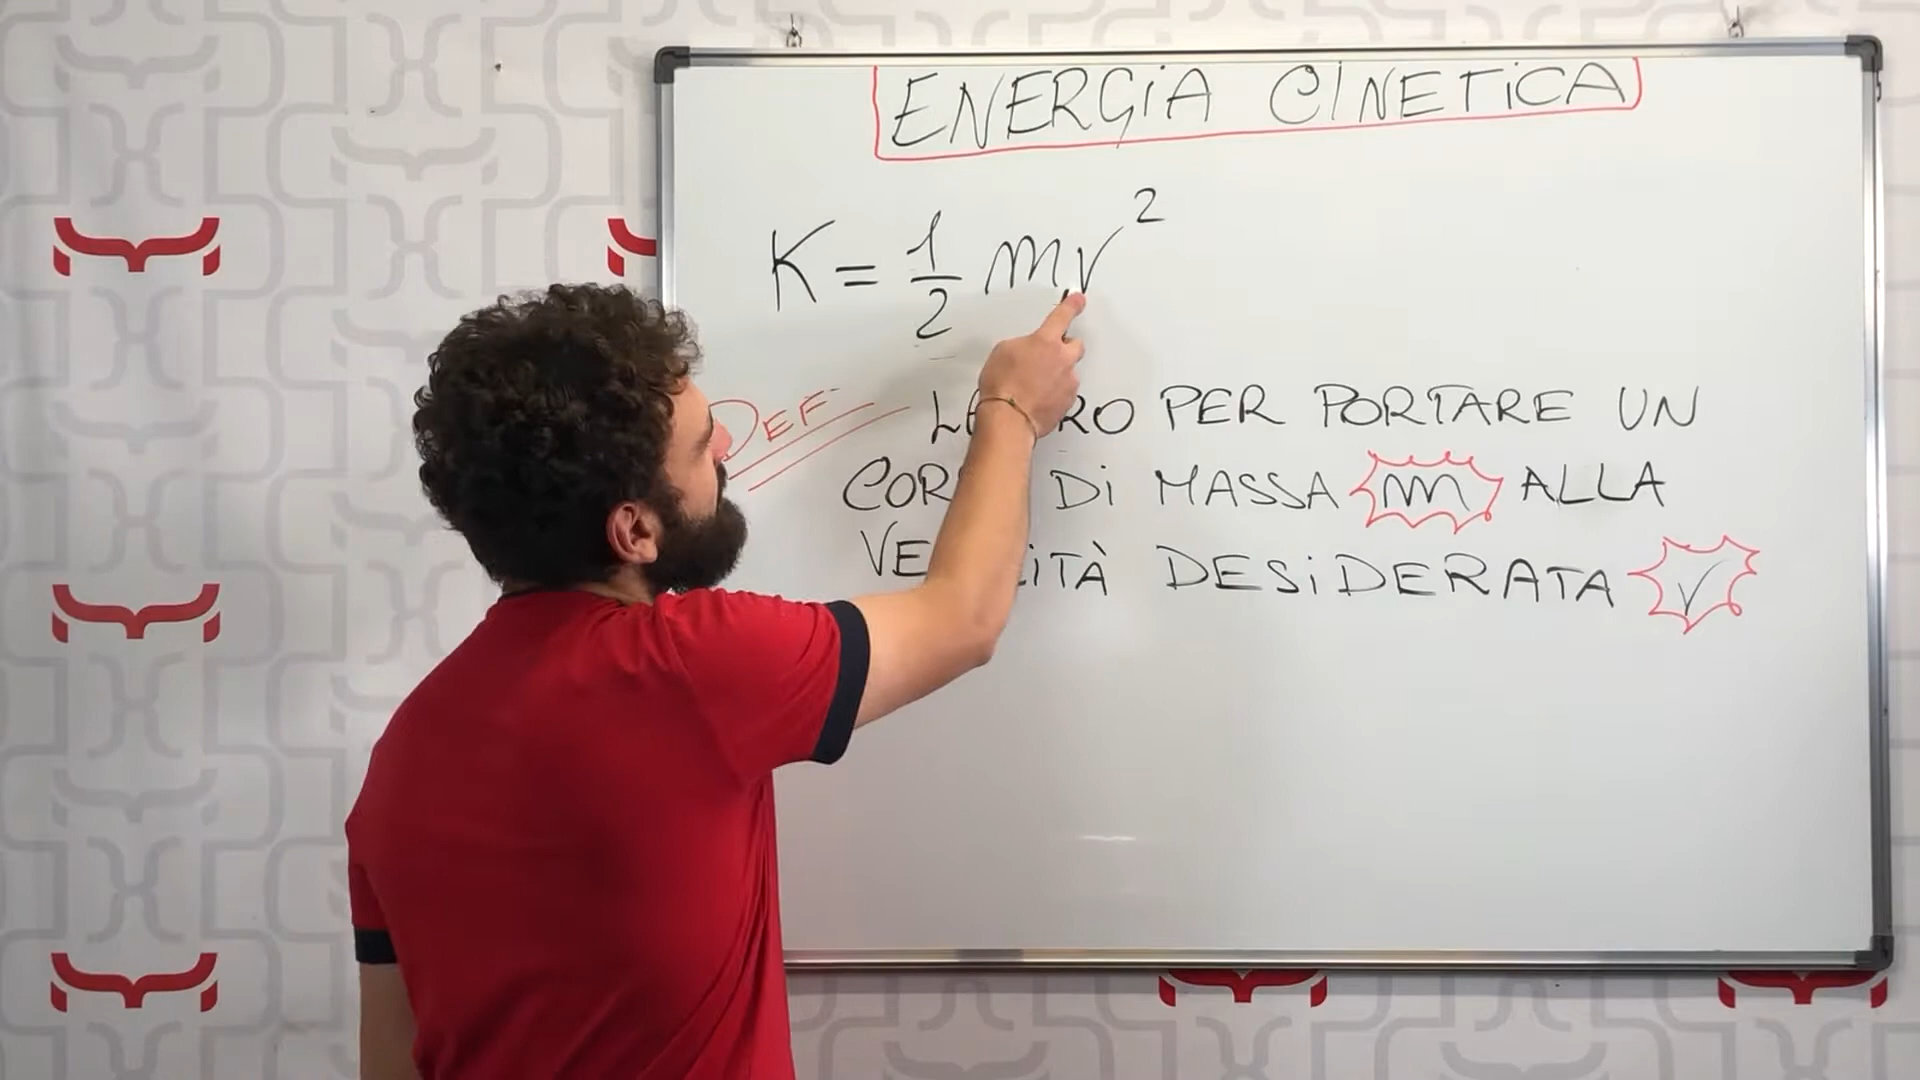 ENERGIA CINETICA
K = 1/2 mv²
DEF PER PORTARE UN
DI MASSA m ALLA
DESIDERATA v